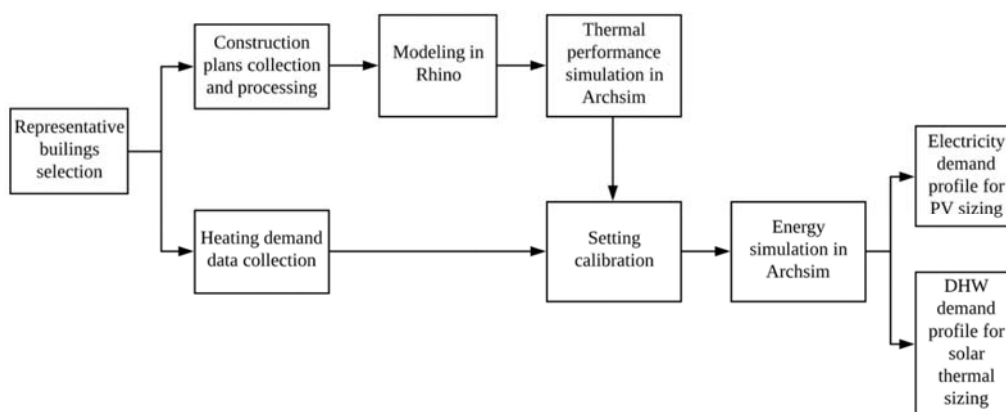 Construction
plans collection
and processing
Modeling in
Rhino
Thermal
performance
simulation in
Archsim
Representative
builings
selection
Electricity
demand
profile for
PV sizing
Heating demand
data collection
Setting
calibration
Energy
simulation in
Archsim
DHW
demand
profile for
solar
thermal
sizing